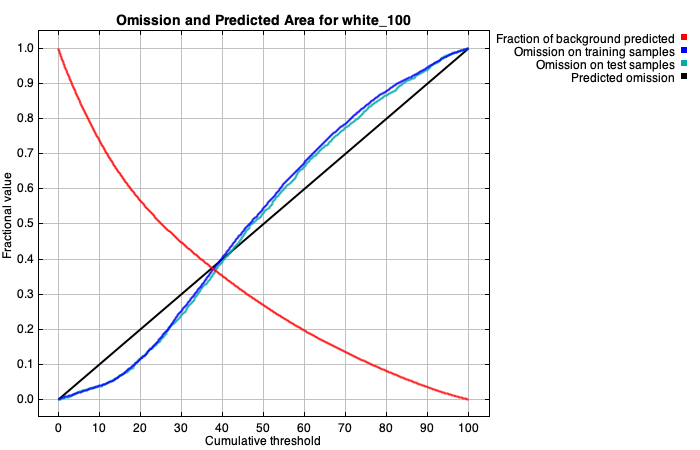 Omission and Predicted Area for white_100
Fraction of background predicted
Omission on training samples
Omission on test samples
Predicted omission
1.0
0.9
0.8
0.7
0.6
0.5
0.4
0.3
0.2
0.1
0.0
Fractional value
0 10 20 30 40 50 60 70 80 90 100
Cumulative threshold